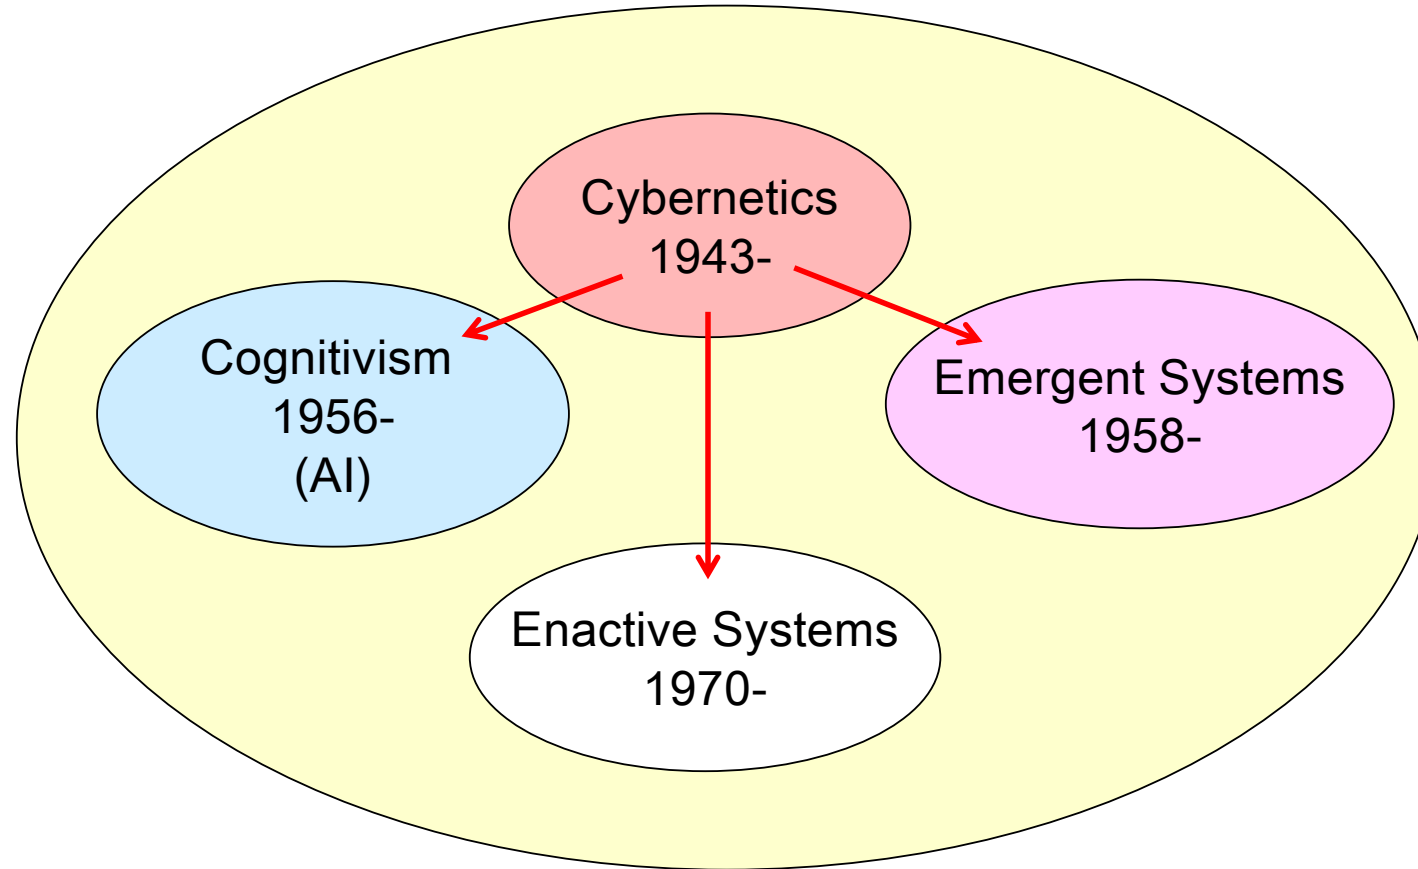 Cybernetics
1943-
Cognitivism
1956-
(AI)
Emergent Systems
1958-
Enactive Systems
1970-